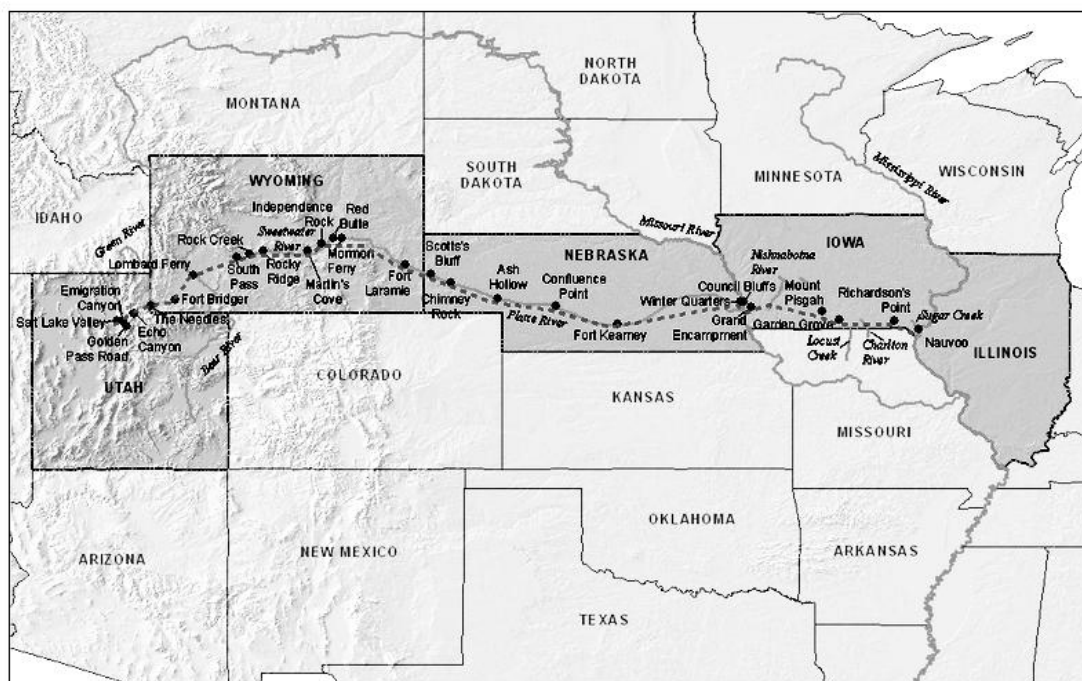 NORTH
DAKOTA
MONTANA
SOUTH
DAKOTA
MINNESOTA
Mississippi River
WISCONSIN
WYOMING
IDAHO
Green River
Independence
Rock
Red
Butte
Rock Creek
Sweetwater
River
Missouri River
NEBRASKA
IOWA
Nishnabotna
River
Lombard Ferry
South
Pass
Rocky
Ridge
Martin's
Cove
Mormon
Ferry
Fort
Laramie
Scotts's
Bluff
Chimney
Rock
Ash
Hollow
Confluence
Point
Platte River
Fort Kearney
Council Bluffs
Winter Quarters
Grand
Encampment
Mount
Pisgah
Garden Grove
Richardson's
Point
Locust
Creek
Charlton
River
Sugar Creek
Nauvoo
ILLINOIS
Emigration
Canyon
Fort Bridger
Salt Lake Valley
The Needles
Echo
Canyon
Golden
Pass Road
Bear River
UTAH
COLORADO
KANSAS
MISSOURI
ARIZONA
NEW MEXICO
OKLAHOMA
ARKANSAS
TEXAS